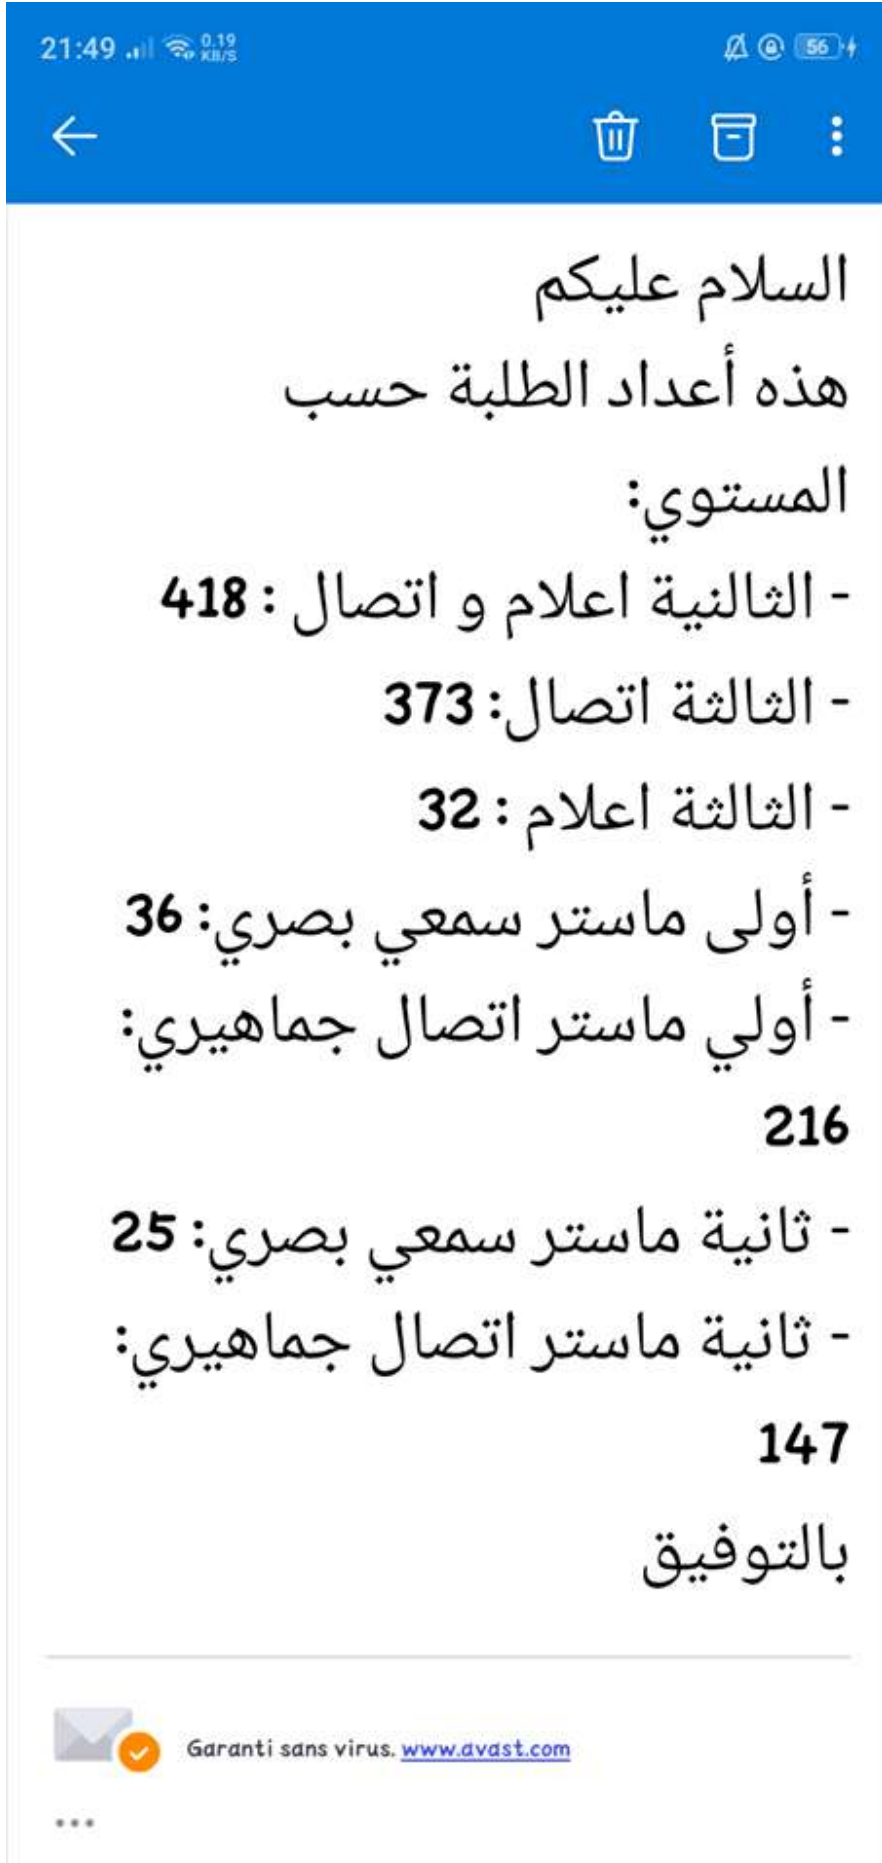 21:49
0.19
KB/S
56
السلام عليكم
هذه أعداد الطلبة حسب
المستوي:
- الثالنية اعلام و اتصال : 418
- الثالثة اتصال: 373
- الثالثة اعلام : 32
- أولى ماستر سمعي بصري: 36
- أولي ماستر اتصال جماهيري:
216
- ثانية ماستر سمعي بصري: 25
- ثانية ماستر اتصال جماهيري:
147
بالتوفيق
Garanti sans virus. www.avast.com